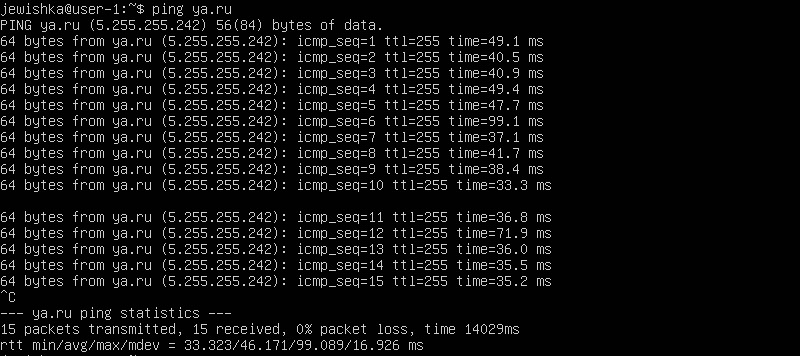 jewishka@user-1:~$ ping ya.ru
PING ya.ru (5.255.255.242) 56(84) bytes of data.
64 bytes from ya.ru (5.255.255.242): icmp_seq=1 ttl=255 time=49.1 ms
64 bytes from ya.ru (5.255.255.242): icmp_seq=2 ttl=255 time=40.5 ms
64 bytes from ya.ru (5.255.255.242): icmp_seq=3 ttl=255 time=40.9 ms
64 bytes from ya.ru (5.255.255.242): icmp_seq=4 ttl=255 time=49.4 ms
64 bytes from ya.ru (5.255.255.242): icmp_seq=5 ttl=255 time=47.7 ms
64 bytes from ya.ru (5.255.255.242): icmp_seq=6 ttl=255 time=99.1 ms
64 bytes from ya.ru (5.255.255.242): icmp_seq=7 ttl=255 time=37.1 ms
64 bytes from ya.ru (5.255.255.242): icmp_seq=8 ttl=255 time=41.7 ms
64 bytes from ya.ru (5.255.255.242): icmp_seq=9 ttl=255 time=38.4 ms
64 bytes from ya.ru (5.255.255.242): icmp_seq=10 ttl=255 time=33.3 ms
64 bytes from ya.ru (5.255.255.242): icmp_seq=11 ttl=255 time=36.8 ms
64 bytes from ya.ru (5.255.255.242): icmp_seq=12 ttl=255 time=71.9 ms
64 bytes from ya.ru (5.255.255.242): icmp_seq=13 ttl=255 time=36.0 ms
64 bytes from ya.ru (5.255.255.242): icmp_seq=14 ttl=255 time=35.5 ms
64 bytes from ya.ru (5.255.255.242): icmp_seq=15 ttl=255 time=35.2 ms
^C
--- ya.ru ping statistics ---
15 packets transmitted, 15 received, 0% packet loss, time 14029ms
rtt min/avg/max/mdev = 33.323/46.171/99.089/16.926 ms